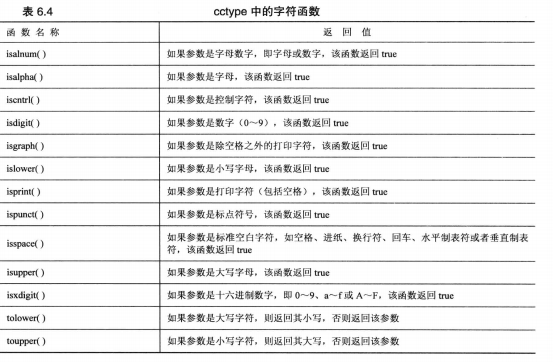 表 6.4 cctype 中的字符函数
函 数 名 称 返 回 值
isalnum( ) 如果参数是字母数字，即字母或数字，该函数返回 true
isalpha( ) 如果参数是字母，该函数返回 true
iscntrl( ) 如果参数是控制字符，该函数返回 true
isdigit( ) 如果参数是数字（0～9），该函数返回 true
isgraph( ) 如果参数是除空格之外的打印字符，该函数返回 true
islower( ) 如果参数是小写字母，该函数返回 true
isprint( ) 如果参数是打印字符（包括空格），该函数返回 true
ispunct( ) 如果参数是标点符号，该函数返回 true
isspace( ) 如果参数是标准空白字符，如空格、进纸、换行符、回车、水平制表符或者垂直制表
符，该函数返回 true
isupper( ) 如果参数是大写字母，该函数返回 true
isxdigit( ) 如果参数是十六进制数字，即 0～9、a～f 或 A～F，该函数返回 true
tolower( ) 如果参数是大写字符，则返回其小写，否则返回该参数
toupper( ) 如果参数是小写字符，则返回其大写，否则返回该参数